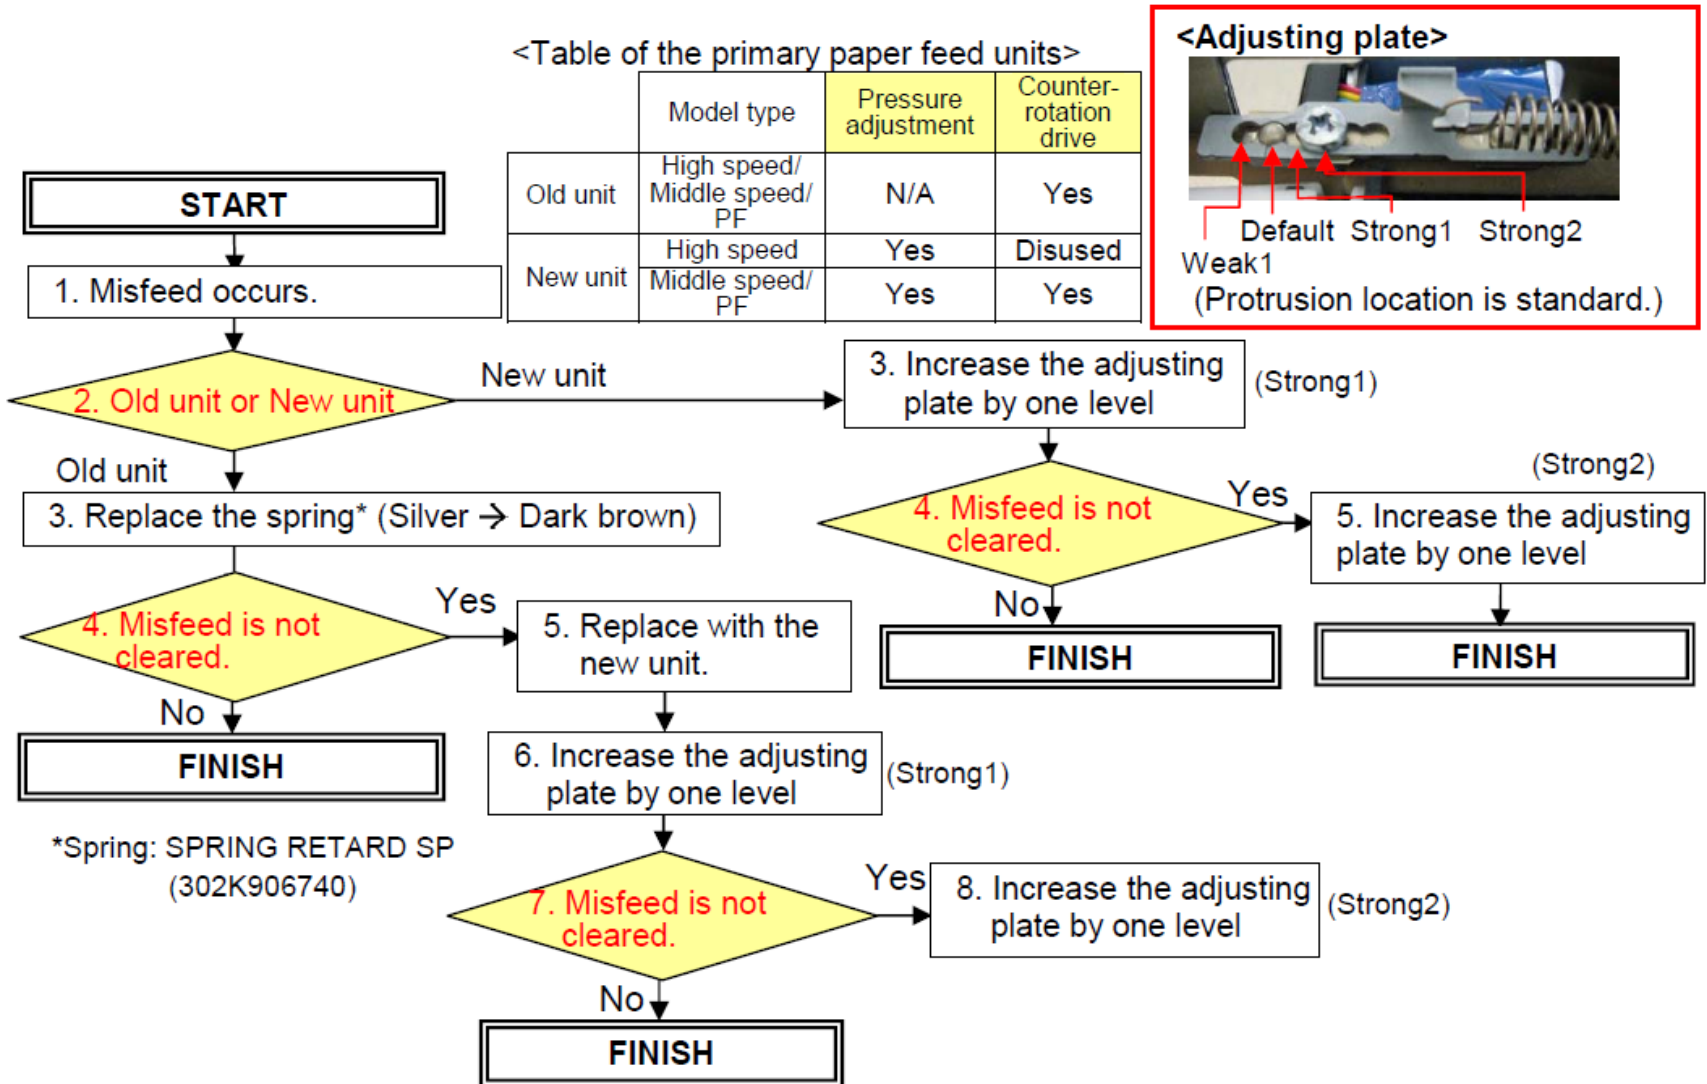 <Table of the primary paper feed units>
Model type
Pressure
adjustment
Counter-
rotation
drive
Old unit
High speed/
Middle speed/
PF
N/A
Yes
New unit
High speed
Yes
Disused
Middle speed/
PF
Yes
Yes
<Adjusting plate>
Default Strong1 Strong2
Weak1
(Protrusion location is standard.)
START
1. Misfeed occurs.
2. Old unit or New unit
New unit
3. Increase the adjusting
plate by one level
(Strong1)
4. Misfeed is not
cleared.
Yes
(Strong2)
5. Increase the adjusting
plate by one level
No
FINISH
FINISH
Old unit
3. Replace the spring* (Silver → Dark brown)
4. Misfeed is not
cleared.
Yes
5. Replace with the
new unit.
No
FINISH
6. Increase the adjusting
plate by one level
(Strong1)
*Spring: SPRING RETARD SP
(302K906740)
7. Misfeed is not
cleared.
Yes
8. Increase the adjusting
plate by one level
(Strong2)
No
FINISH